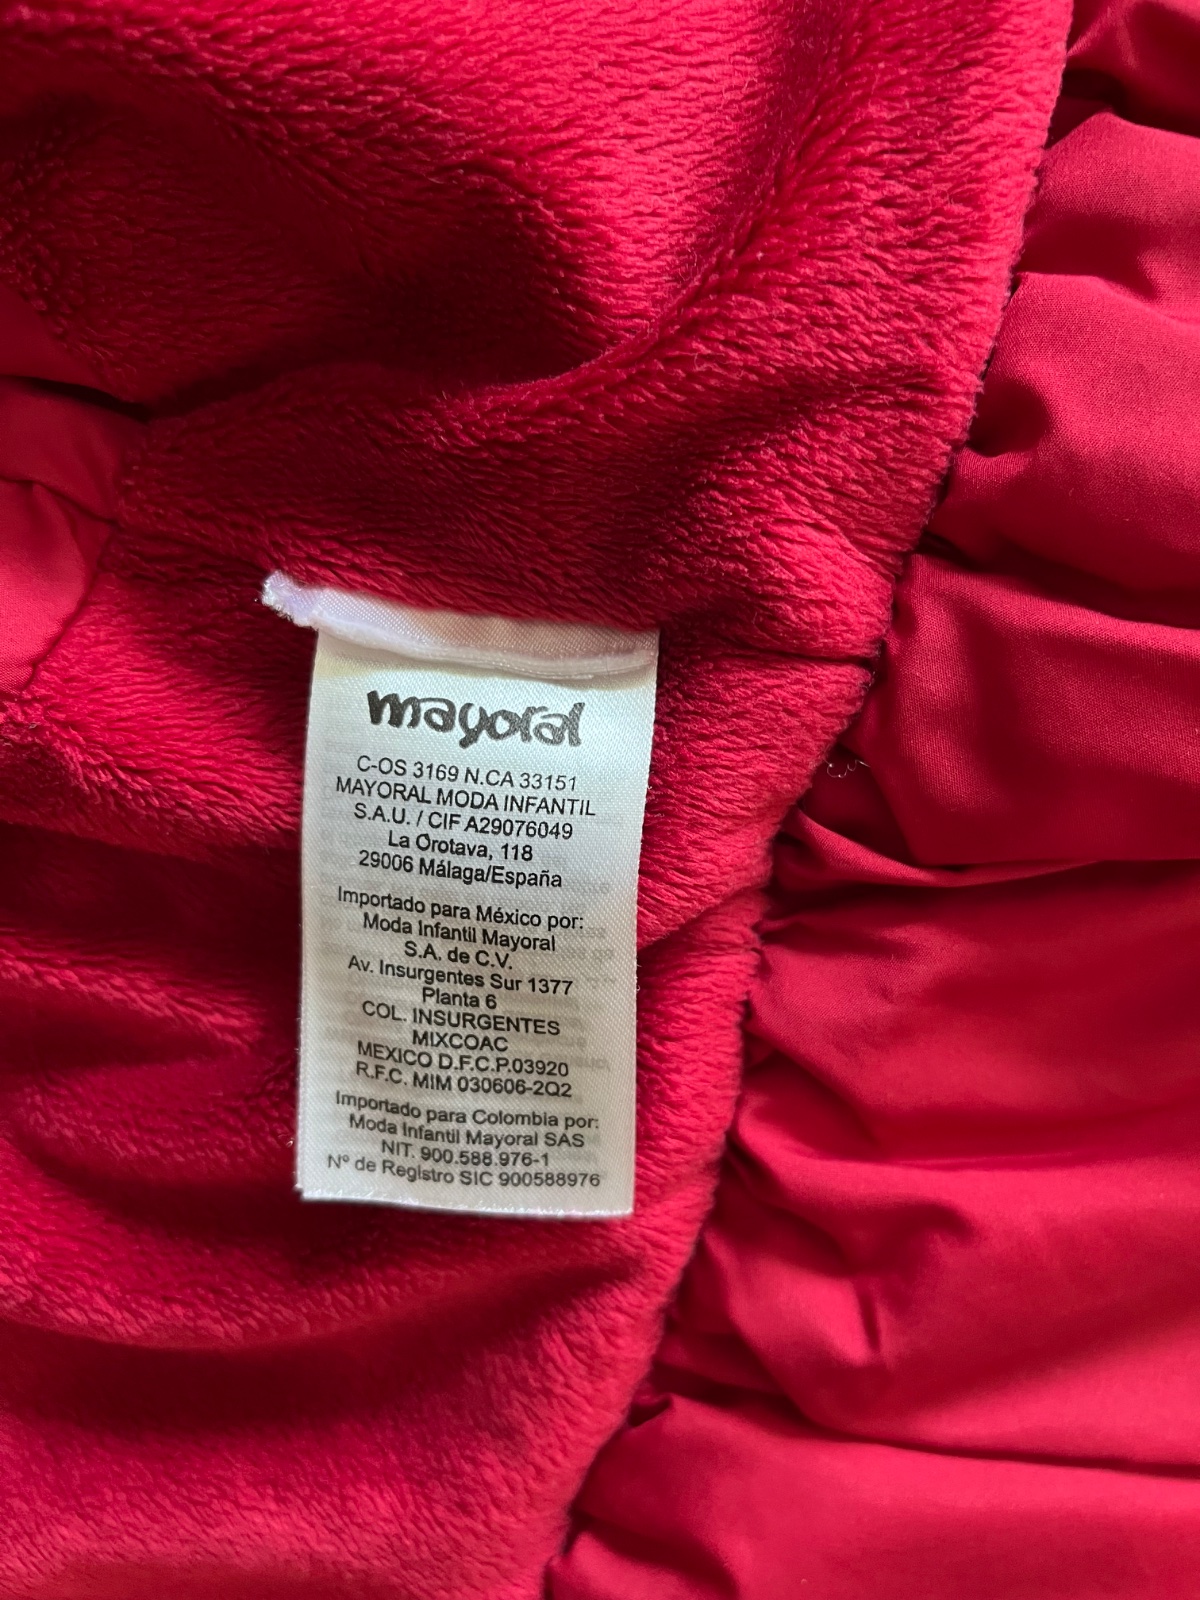 mayoral
C-OS 3169 N.CA 33151
MAYORAL MODA INFANTIL
S.A.U. / CIF A29076049
La Orotava, 118
29006 Málaga/España
Importado para México por:
Moda Infantil Mayoral
S.A. de C.V.
Av. Insurgentes Sur 1377
Planta 6
COL. INSURGENTES
MIXCOAC
MEXICO D.F.C.P.03920
R.F.C. MIM 030606-2Q2
Importado para Colombia por:
Moda Infantil Mayoral SAS
NIT. 900.588.976-1
Nº de Registro SIC 900588976